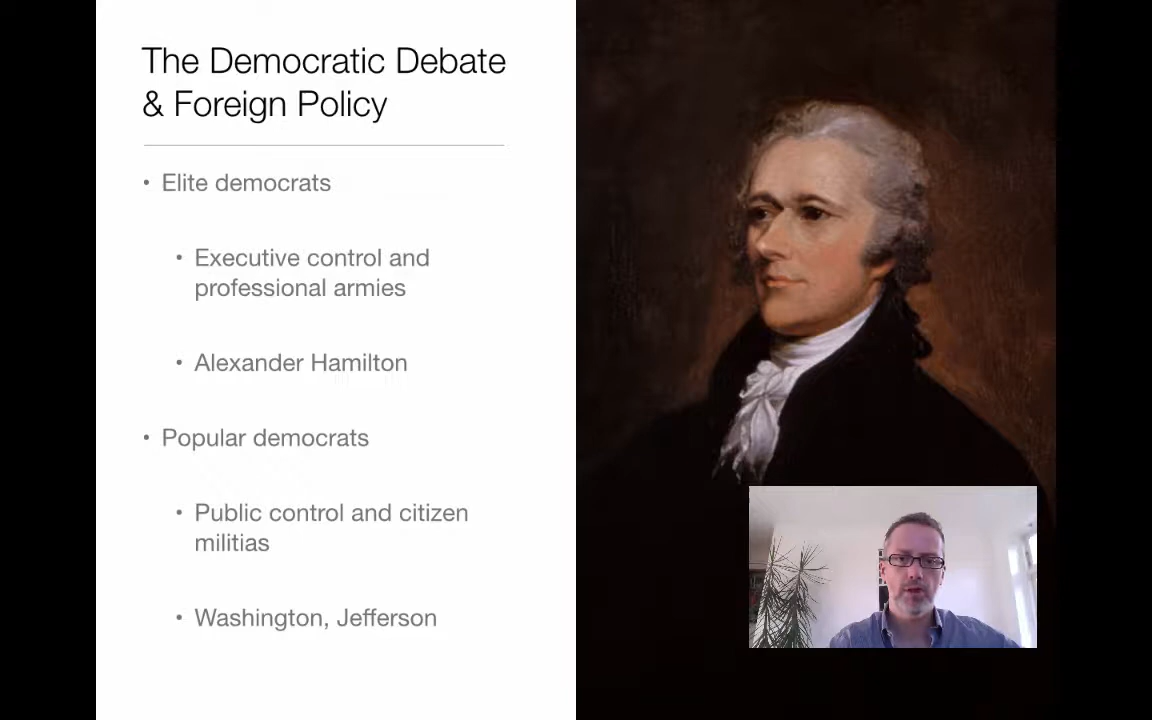 The Democratic Debate
& Foreign Policy
• Elite democrats
• Executive control and
professional armies
• Alexander Hamilton
• Popular democrats
• Public control and citizen
militias
• Washington, Jefferson